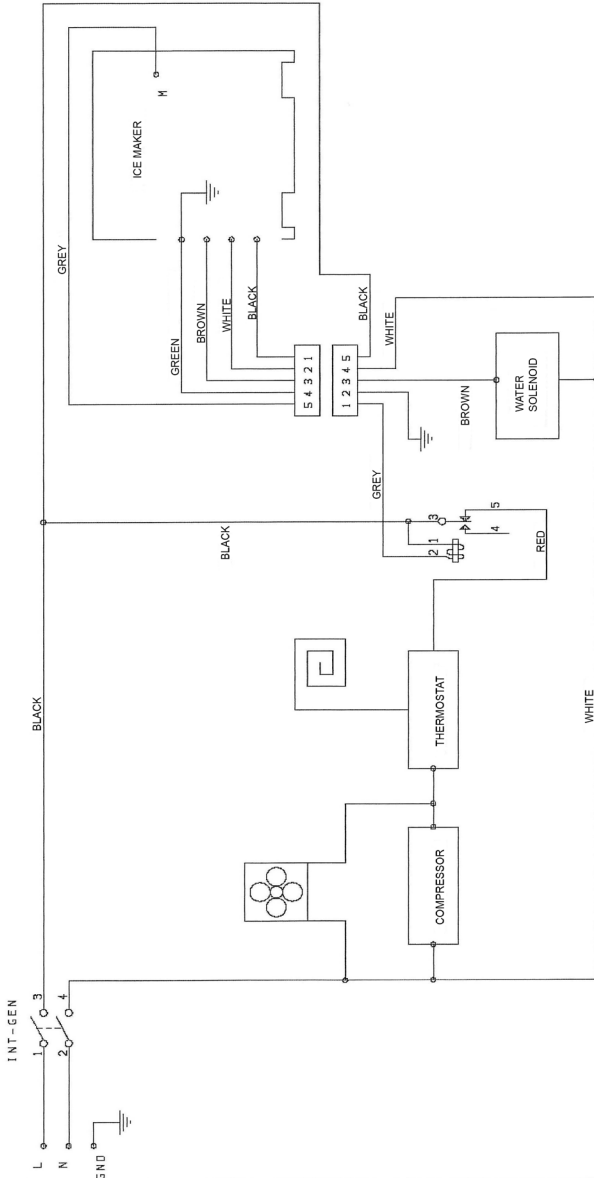 INT-GEN
L
N
GND
1
2
3
4
BLACK
BLACK
GREY
ICE MAKER
M
GREEN
BROWN
WHITE
BLACK
5 4 3 2 1
1 2 3 4 5
BLACK
WHITE
GREY
BROWN
WATER
SOLENOID
2
1
3
4
5
RED
THERMOSTAT
COMPRESSOR
WHITE